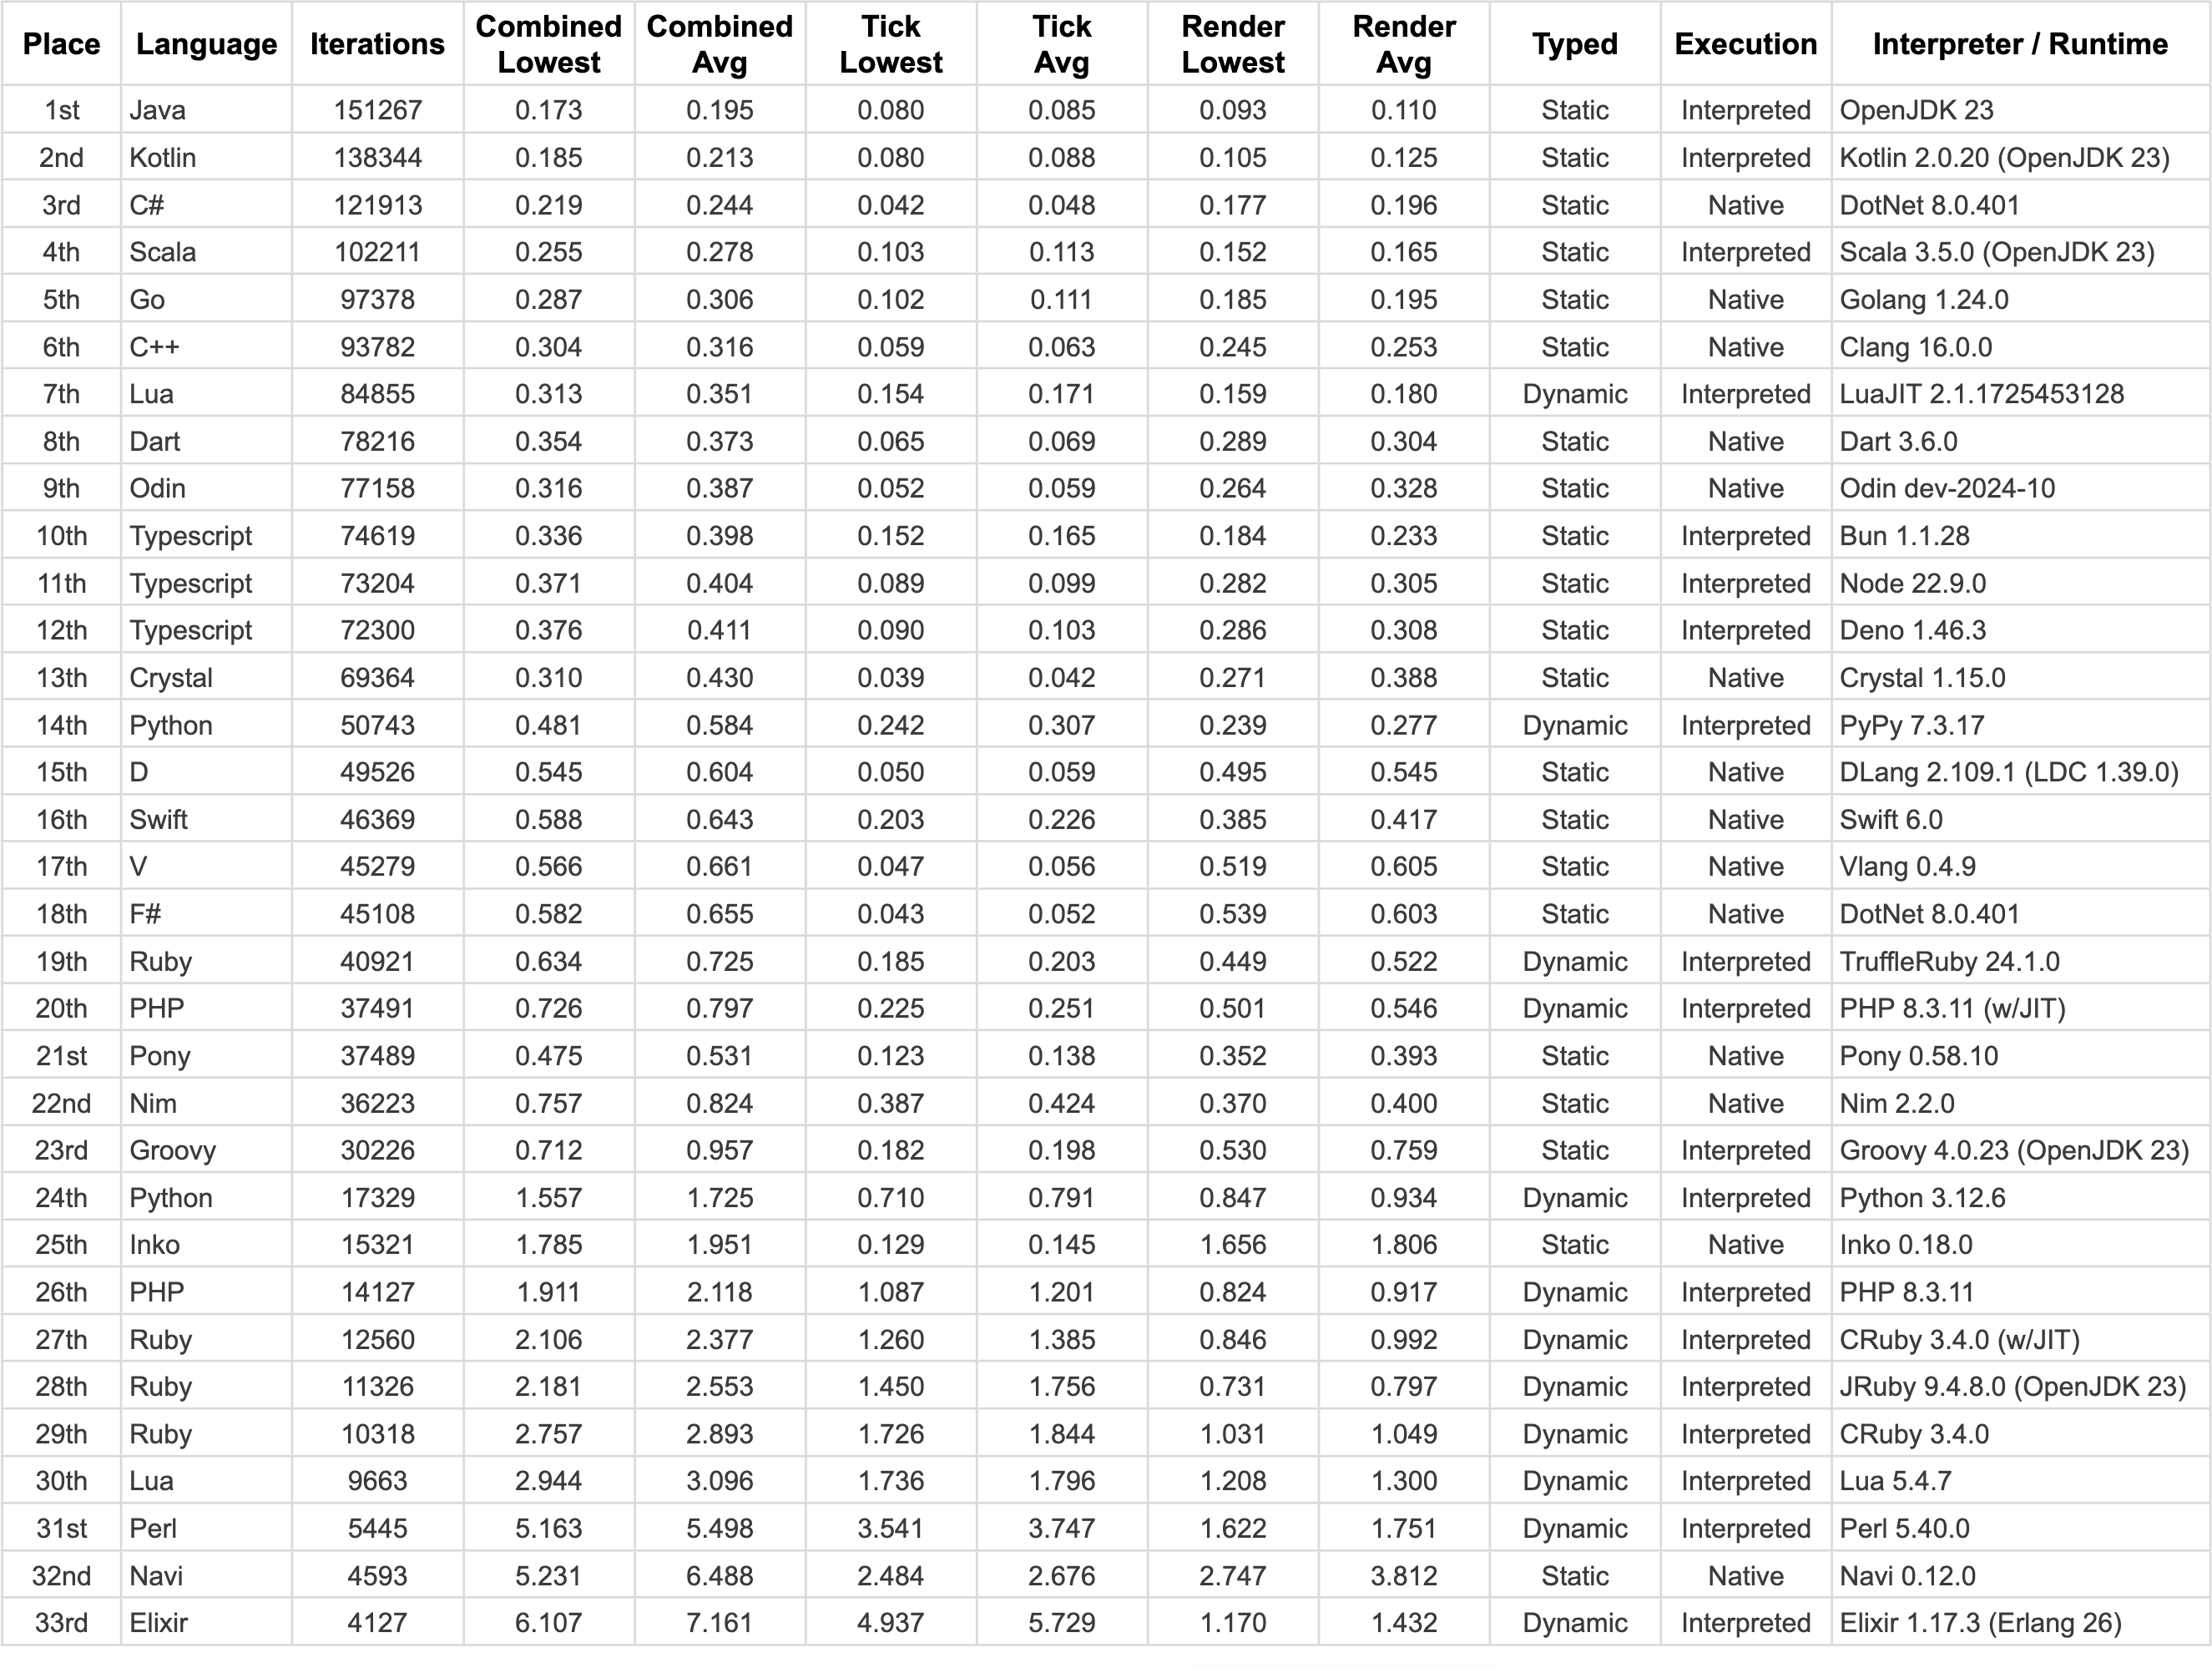 Place Language Iterations Combined Lowest Combined Avg Tick Lowest Tick Avg Render Lowest Render Avg Typed Execution Interpreter / Runtime
1st Java 151267 0.173 0.195 0.080 0.085 0.093 0.110 Static Interpreted OpenJDK 23
2nd Kotlin 138344 0.185 0.213 0.080 0.088 0.105 0.125 Static Interpreted Kotlin 2.0.20 (OpenJDK 23)
3rd C# 121913 0.219 0.244 0.042 0.048 0.177 0.196 Static Native DotNet 8.0.401
4th Scala 102211 0.255 0.278 0.103 0.113 0.152 0.165 Static Interpreted Scala 3.5.0 (OpenJDK 23)
5th Go 97378 0.287 0.306 0.102 0.111 0.185 0.195 Static Native Golang 1.24.0
6th C++ 93782 0.304 0.316 0.059 0.063 0.245 0.253 Static Native Clang 16.0.0
7th Lua 84855 0.313 0.351 0.154 0.171 0.159 0.180 Dynamic Interpreted LuaJIT 2.1.1725453128
8th Dart 78216 0.354 0.373 0.065 0.069 0.289 0.304 Static Native Dart 3.6.0
9th Odin 77158 0.316 0.387 0.052 0.059 0.264 0.328 Static Native Odin dev-2024-10
10th Typescript 74619 0.336 0.398 0.152 0.165 0.184 0.233 Static Interpreted Bun 1.1.28
11th Typescript 73204 0.371 0.404 0.089 0.099 0.282 0.305 Static Interpreted Node 22.9.0
12th Typescript 72300 0.376 0.411 0.090 0.103 0.286 0.308 Static Interpreted Deno 1.46.3
13th Crystal 69364 0.310 0.430 0.039 0.042 0.271 0.388 Static Native Crystal 1.15.0
14th Python 50743 0.481 0.584 0.242 0.307 0.239 0.277 Dynamic Interpreted PyPy 7.3.17
15th D 49526 0.545 0.604 0.050 0.059 0.495 0.545 Static Native DLang 2.109.1 (LDC 1.39.0)
16th Swift 46369 0.588 0.643 0.203 0.226 0.385 0.417 Static Native Swift 6.0
17th V 45279 0.566 0.661 0.047 0.056 0.519 0.605 Static Native Vlang 0.4.9
18th F# 45108 0.582 0.655 0.043 0.052 0.539 0.603 Static Native DotNet 8.0.401
19th Ruby 40921 0.634 0.725 0.185 0.203 0.449 0.522 Dynamic Interpreted TruffleRuby 24.1.0
20th PHP 37491 0.726 0.797 0.225 0.251 0.501 0.546 Dynamic Interpreted PHP 8.3.11 (w/JIT)
21st Pony 37489 0.475 0.531 0.123 0.138 0.352 0.393 Static Native Pony 0.58.10
22nd Nim 36223 0.757 0.824 0.387 0.424 0.370 0.400 Static Native Nim 2.2.0
23rd Groovy 30226 0.712 0.957 0.182 0.198 0.530 0.759 Static Interpreted Groovy 4.0.23 (OpenJDK 23)
24th Python 17329 1.557 1.725 0.710 0.791 0.847 0.934 Dynamic Interpreted Python 3.12.6
25th Inko 15321 1.785 1.951 0.129 0.145 1.656 1.806 Static Native Inko 0.18.0
26th PHP 14127 1.911 2.118 1.087 1.201 0.824 0.917 Dynamic Interpreted PHP 8.3.11
27th Ruby 12560 2.106 2.377 1.260 1.385 0.846 0.992 Dynamic Interpreted CRuby 3.4.0 (w/JIT)
28th Ruby 11326 2.181 2.553 1.450 1.756 0.731 0.797 Dynamic Interpreted JRuby 9.4.8.0 (OpenJDK 23)
29th Ruby 10318 2.757 2.893 1.726 1.844 1.031 1.049 Dynamic Interpreted CRuby 3.4.0
30th Lua 9663 2.944 3.096 1.736 1.796 1.208 1.300 Dynamic Interpreted Lua 5.4.7
31st Perl 5445 5.163 5.498 3.541 3.747 1.622 1.751 Dynamic Interpreted Perl 5.40.0
32nd Navi 4593 5.231 6.488 2.484 2.676 2.747 3.812 Static Native Navi 0.12.0
33rd Elixir 4127 6.107 7.161 4.937 5.729 1.170 1.432 Dynamic Interpreted Elixir 1.17.3 (Erlang 26)